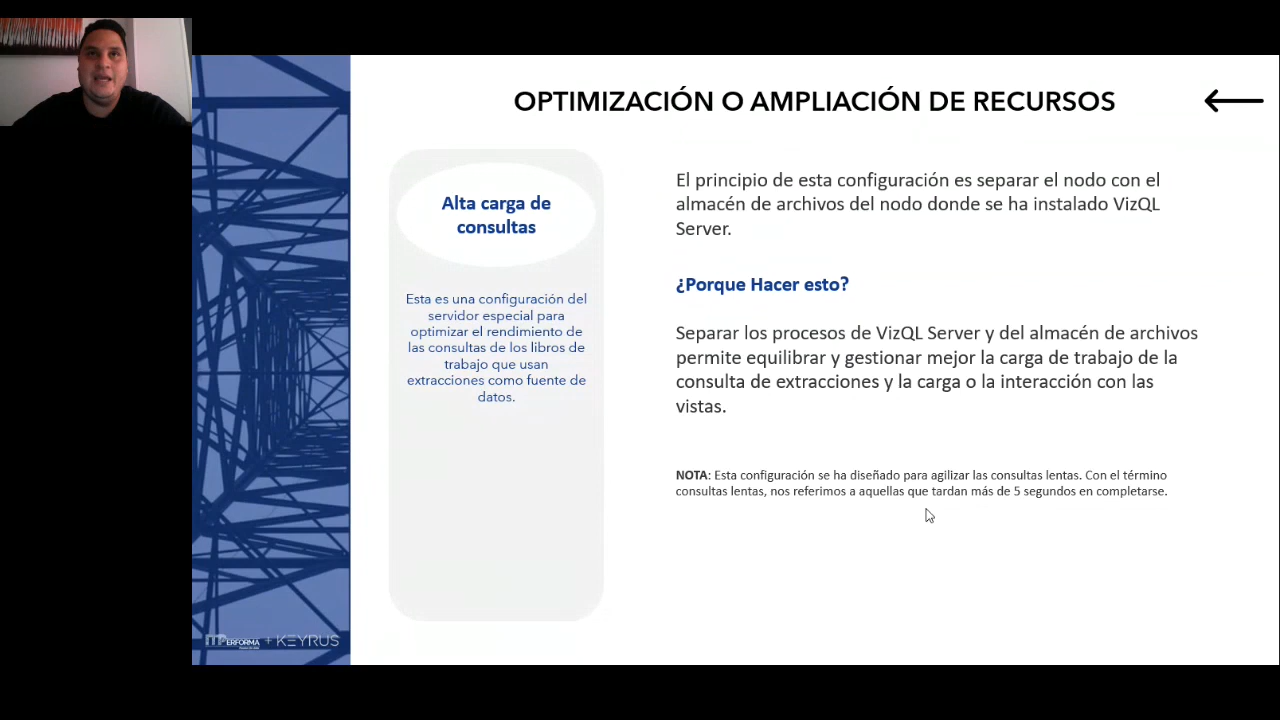 OPTIMIZACIÓN O AMPLIACIÓN DE RECURSOS
Alta carga de
consultas
Esta es una configuración del
servidor especial para
optimizar el rendimiento de
las consultas de los libros de
trabajo que usan
extracciones como fuente de
datos.
El principio de esta configuración es separar el nodo con el
almacén de archivos del nodo donde se ha instalado VizQL
Server.
¿Porque Hacer esto?
Separar los procesos de VizQL Server y del almacén de archivos
permite equilibrar y gestionar mejor la carga de trabajo de la
consulta de extracciones y la carga o la interacción con las
vistas.
NOTA: Esta configuración se ha diseñado para agilizar las consultas lentas. Con el término
consultas lentas, nos referimos a aquellas que tardan más de 5 segundos en completarse.
+ KEYRUS